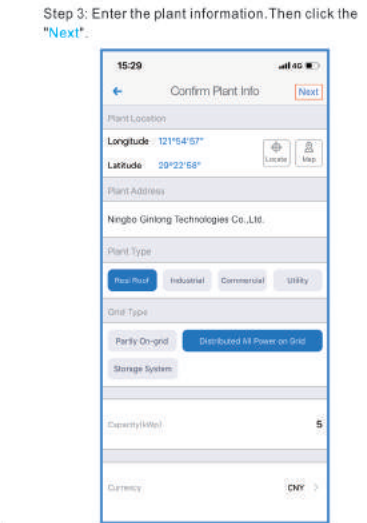 Step 3: Enter the plant information. Then click the
"Next".
15:29
4G
← Confirm Plant Info Next
Plant Location
Longitude 121°54'57"
Latitude 29°22'58"
Locate Map
Plant Address
Ningbo Ginlong Technologies Co.,Ltd.
Plant Type
Resi Roof Industrial Commercial Utility
Grid Type
Partly On-grid Distributed All Power on Grid
Storage System
Capacity(kWp) 5
Currency CNY >